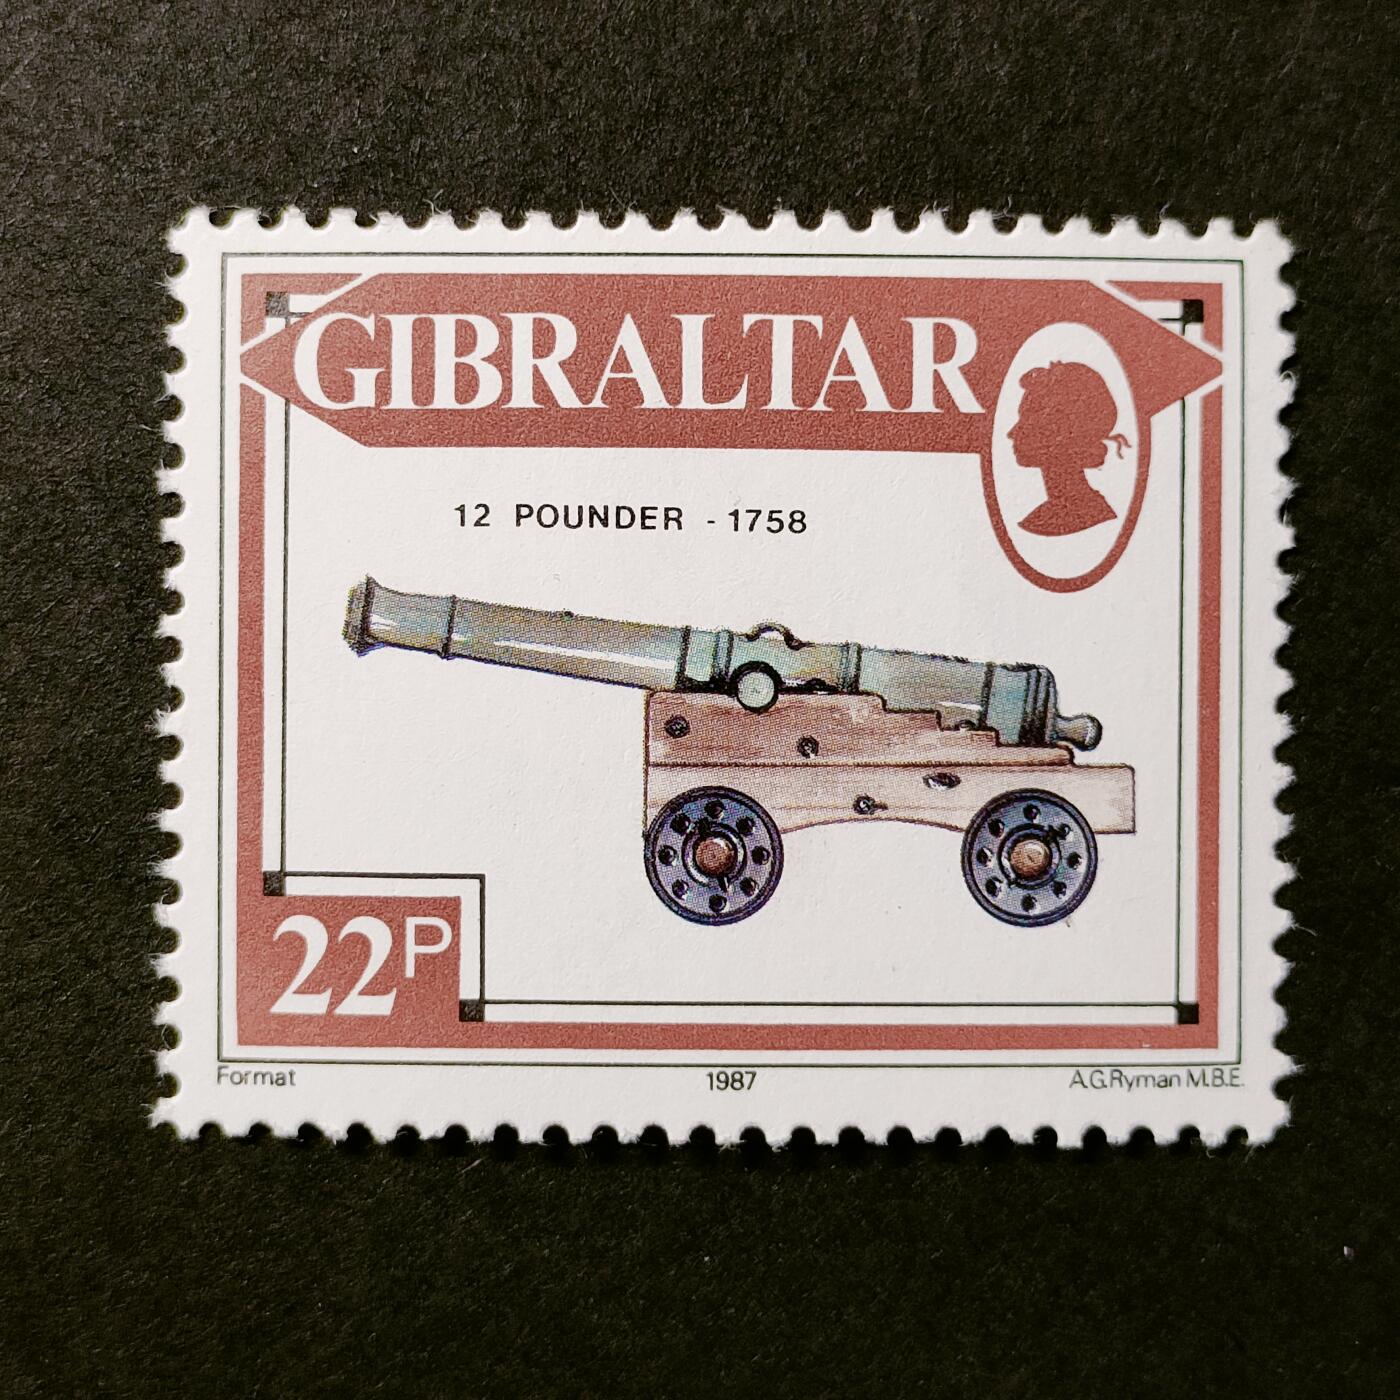 GIBRALTAR
12 POUNDER - 1758
22P
Format 1987 A.G.Ryman M.B.E.